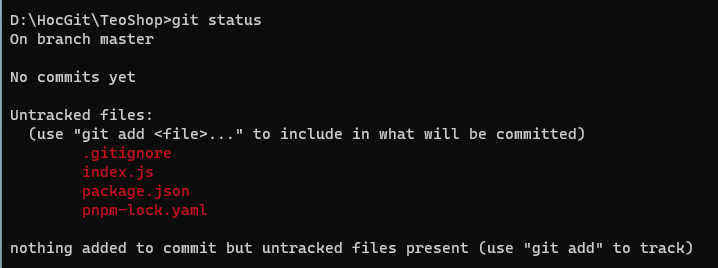 D:\HocGit\TeoShop>git status
On branch master
No commits yet
Untracked files:
(use "git add <file>..." to include in what will be committed)
.gitignore
index.js
package.json
pnpm-lock.yaml
nothing added to commit but untracked files present (use "git add" to track)